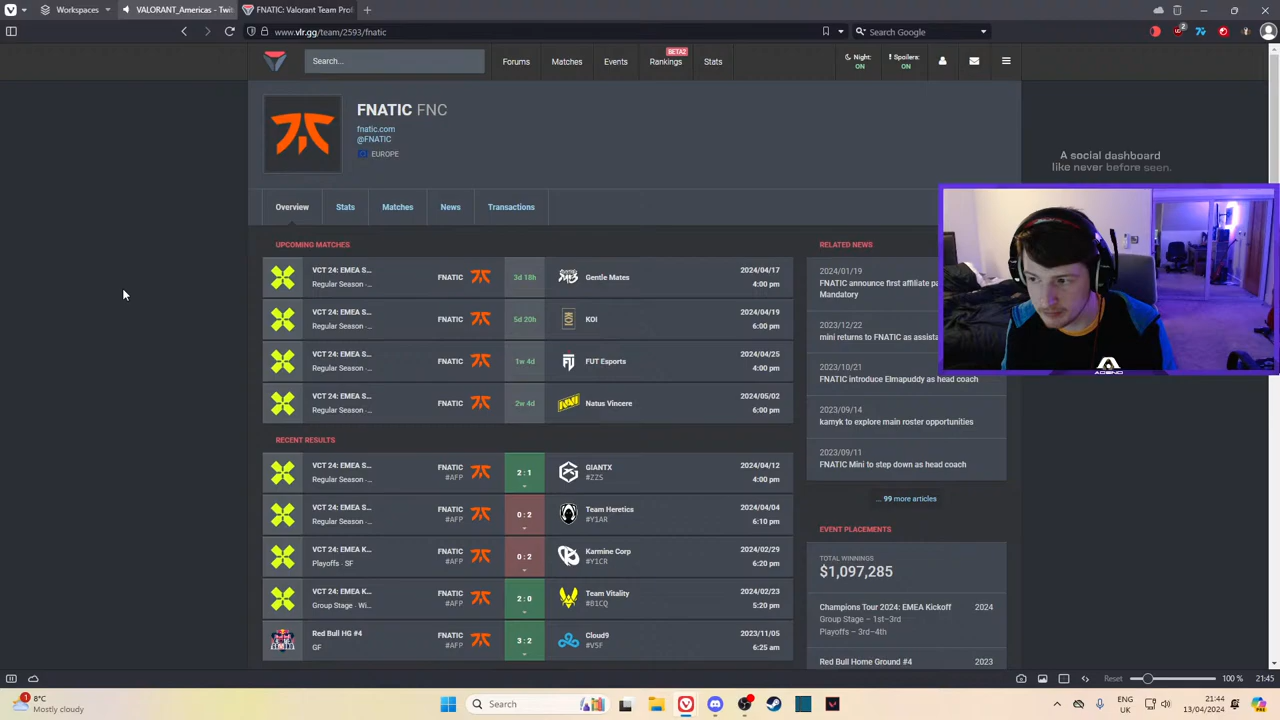 Workspaces
VALORANT_Americas - Twit
FNATIC: Valorant Team Prof
www.vlr.gg/team/2593/fnatic
2
Search Google
Search...
Forums
Matches
Events
BETA2
Rankings
Stats
Night:
ON
Spoilers:
ON
FNATIC FNC
fnatic.com
@FNATIC
EUROPE
A social dashboard
like never before seen.
Overview
Stats
Matches
News
Transactions
UPCOMING MATCHES
VCT 24: EMEA S...
Regular Season -...
FNATIC
3d 18h
Gentle Mates
2024/04/17
4:00 pm
VCT 24: EMEA S...
Regular Season -...
FNATIC
5d 20h
KOI
2024/04/19
6:00 pm
VCT 24: EMEA S...
Regular Season -...
FNATIC
1w 4d
FUT Esports
2024/04/25
4:00 pm
VCT 24: EMEA S...
Regular Season -...
FNATIC
2w 4d
Natus Vincere
2024/05/02
6:00 pm
RECENT RESULTS
VCT 24: EMEA S...
Regular Season -...
FNATIC
#AFP
2 : 1
GIANTX
#ZZS
2024/04/12
4:00 pm
VCT 24: EMEA S...
Regular Season -...
FNATIC
#AFP
0 : 2
Team Heretics
#Y1AR
2024/04/04
6:10 pm
VCT 24: EMEA K...
Playoffs - SF
FNATIC
#AFP
0 : 2
Karmine Corp
#Y1CR
2024/02/29
6:20 pm
VCT 24: EMEA K...
Group Stage - Wi...
FNATIC
#AFP
2 : 0
Team Vitality
#B1CQ
2024/02/23
5:20 pm
Red Bull HG #4
GF
FNATIC
#AFP
3 : 2
Cloud9
#V5F
2023/11/05
6:25 am
RELATED NEWS
2024/01/19
FNATIC announce first affiliate pa
Mandatory
2023/12/22
mini returns to FNATIC as assista
2023/10/21
FNATIC introduce Elmapuddy as head coach
2023/09/14
kamyk to explore main roster opportunities
2023/09/11
FNATIC Mini to step down as head coach
... 99 more articles
EVENT PLACEMENTS
TOTAL WINNINGS
$1,097,285
Champions Tour 2024: EMEA Kickoff
2024
Group Stage – 1st–3rd
Playoffs – 3rd–4th
Red Bull Home Ground #4
2023
Reset
100 %
21:45
1
8°C
Mostly cloudy
Search
ENG
UK
21:44
13/04/2024